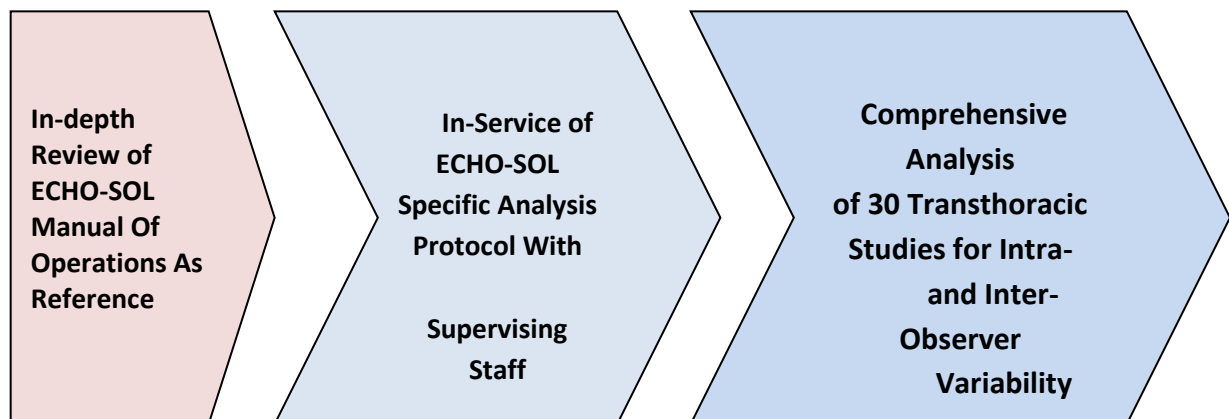 In-depth
Review of
ECHO-SOL
Manual Of
Operations As
Reference
In-Service of
ECHO-SOL
Specific Analysis
Protocol With
Supervising
Staff
Comprehensive
Analysis
of 30 Transthoracic
Studies for Intra-
and Inter-
Observer
Variability